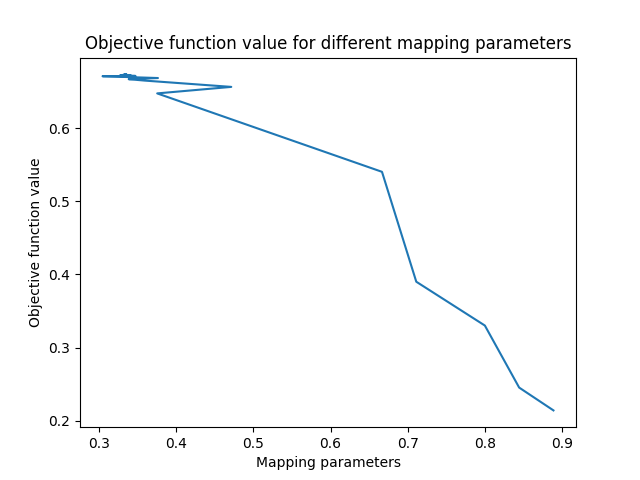 Objective function value for different mapping parameters
Objective function value
0.6
0.5
0.4
0.3
0.2
0.3 0.4 0.5 0.6 0.7 0.8 0.9
Mapping parameters